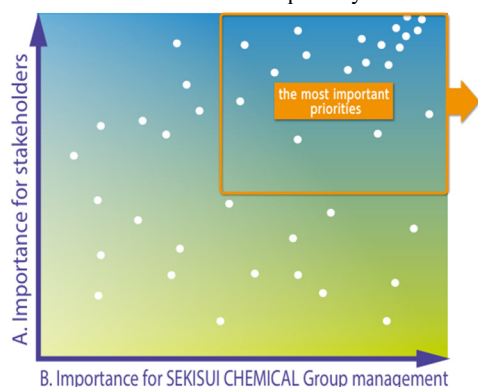 A. Importance for stakeholders
the most important
priorities
B. Importance for SEKISUI CHEMICAL Group management